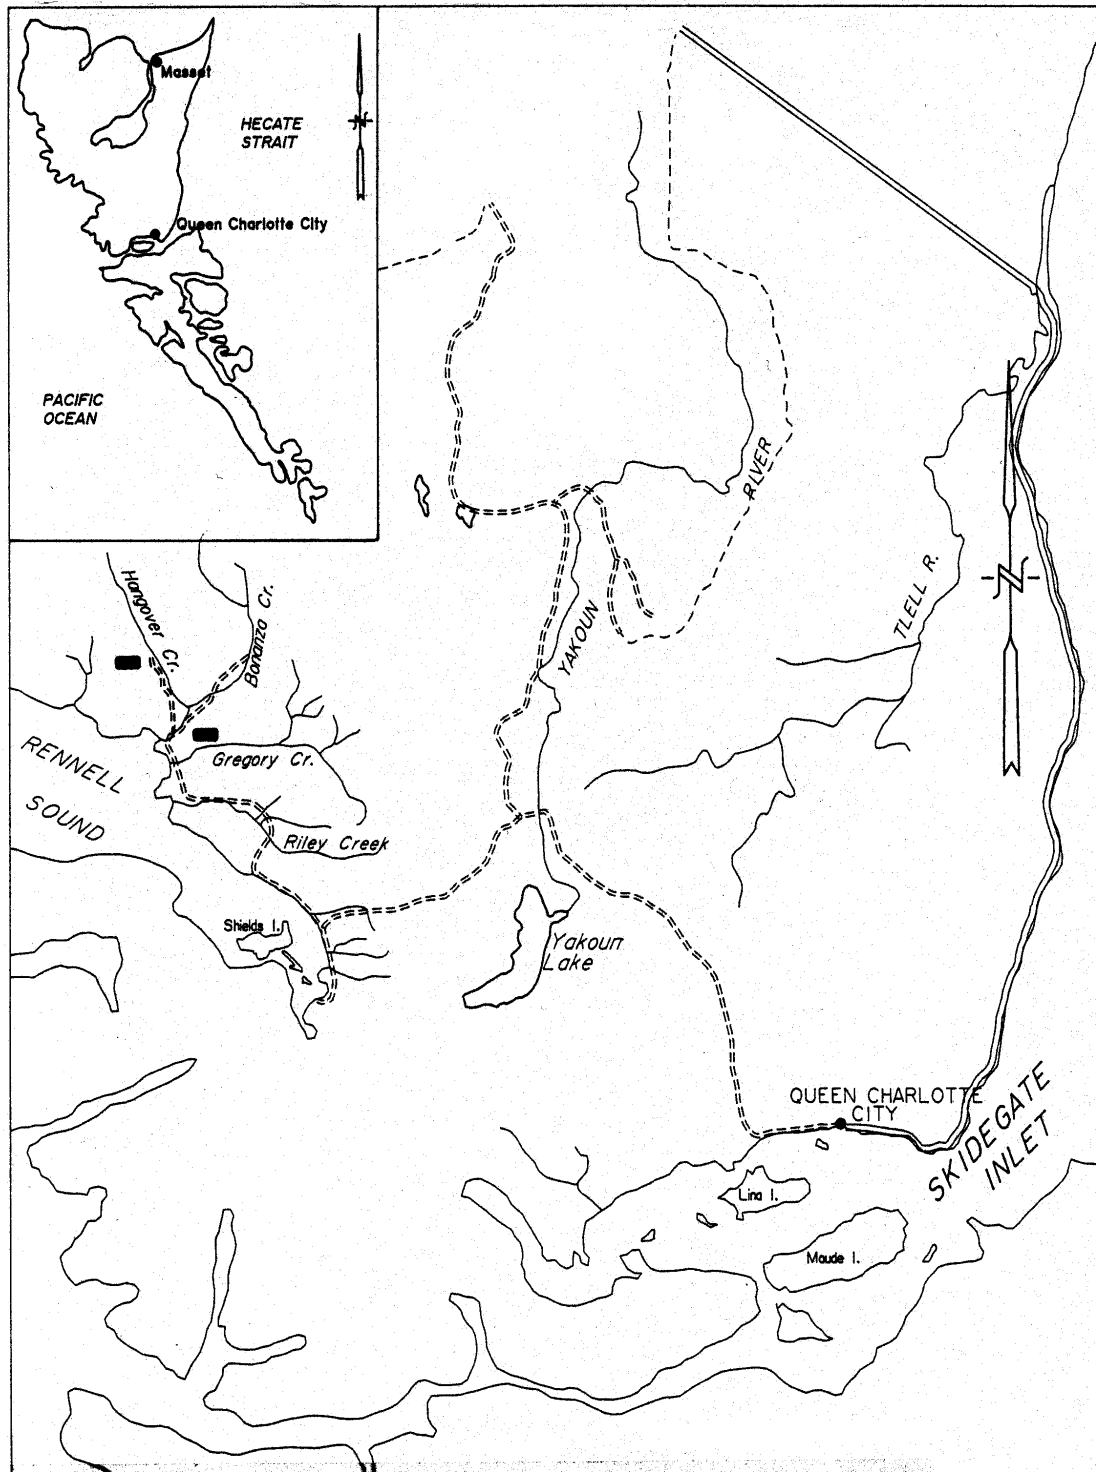 Masset
HECATE
STRAIT
Queen Charlotte City
PACIFIC
OCEAN
N
RIVER
YAKOUN
TLELL R.
N
Hangover Cr.
Bonanza Cr.
Gregory Cr.
RENNELL
SOUND
Riley Creek
Shields I.
Yakoun
Lake
QUEEN CHARLOTTE
CITY
SKIDEGATE
INLET
Lina I.
Maude I.